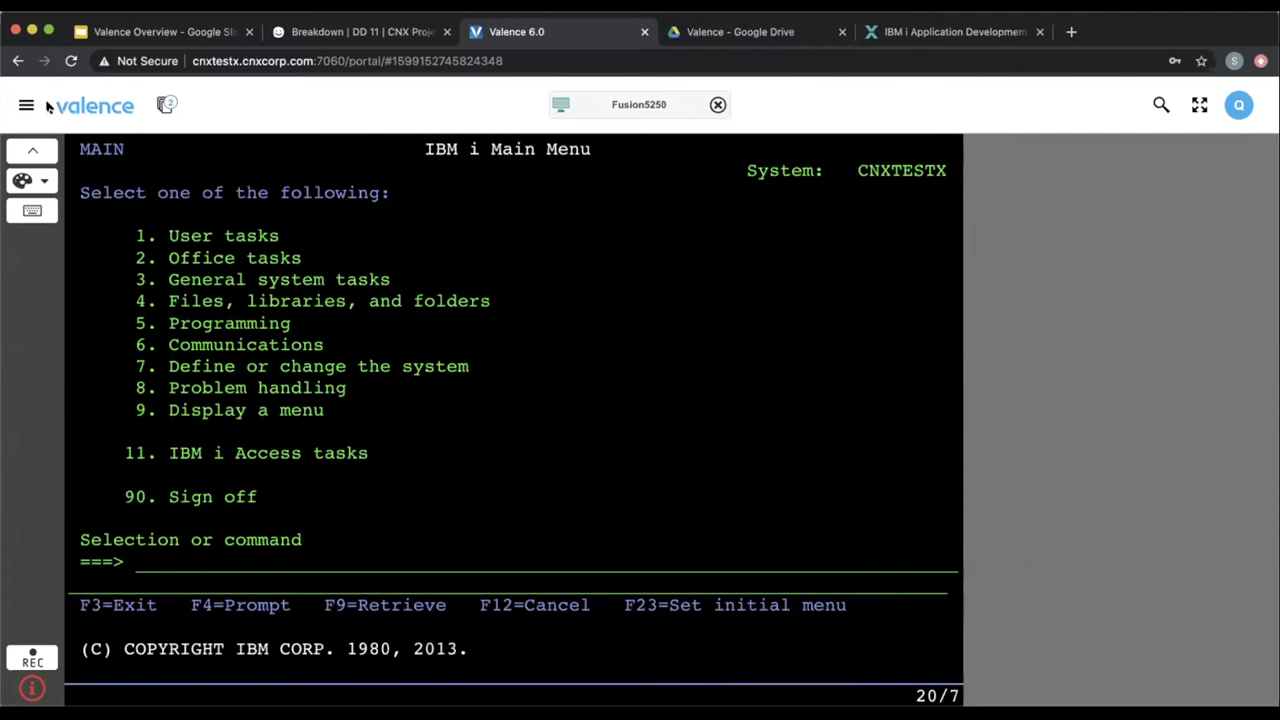 Valence Overview - Google Sli
Breakdown | DD 11 | CNX Proje
Valence 6.0
Valence - Google Drive
IBM i Application Development
Not Secure
cnxtestx.cnxcorp.com:7060/portal/#1599152745824348
S
valence
2
Fusion5250
Q
MAIN
IBM i Main Menu
System: CNXTESTX
Select one of the following:
1. User tasks
2. Office tasks
3. General system tasks
4. Files, libraries, and folders
5. Programming
6. Communications
7. Define or change the system
8. Problem handling
9. Display a menu
11. IBM i Access tasks
90. Sign off
Selection or command
===>
F3=Exit F4=Prompt F9=Retrieve F12=Cancel F23=Set initial menu
(C) COPYRIGHT IBM CORP. 1980, 2013.
REC
20/7